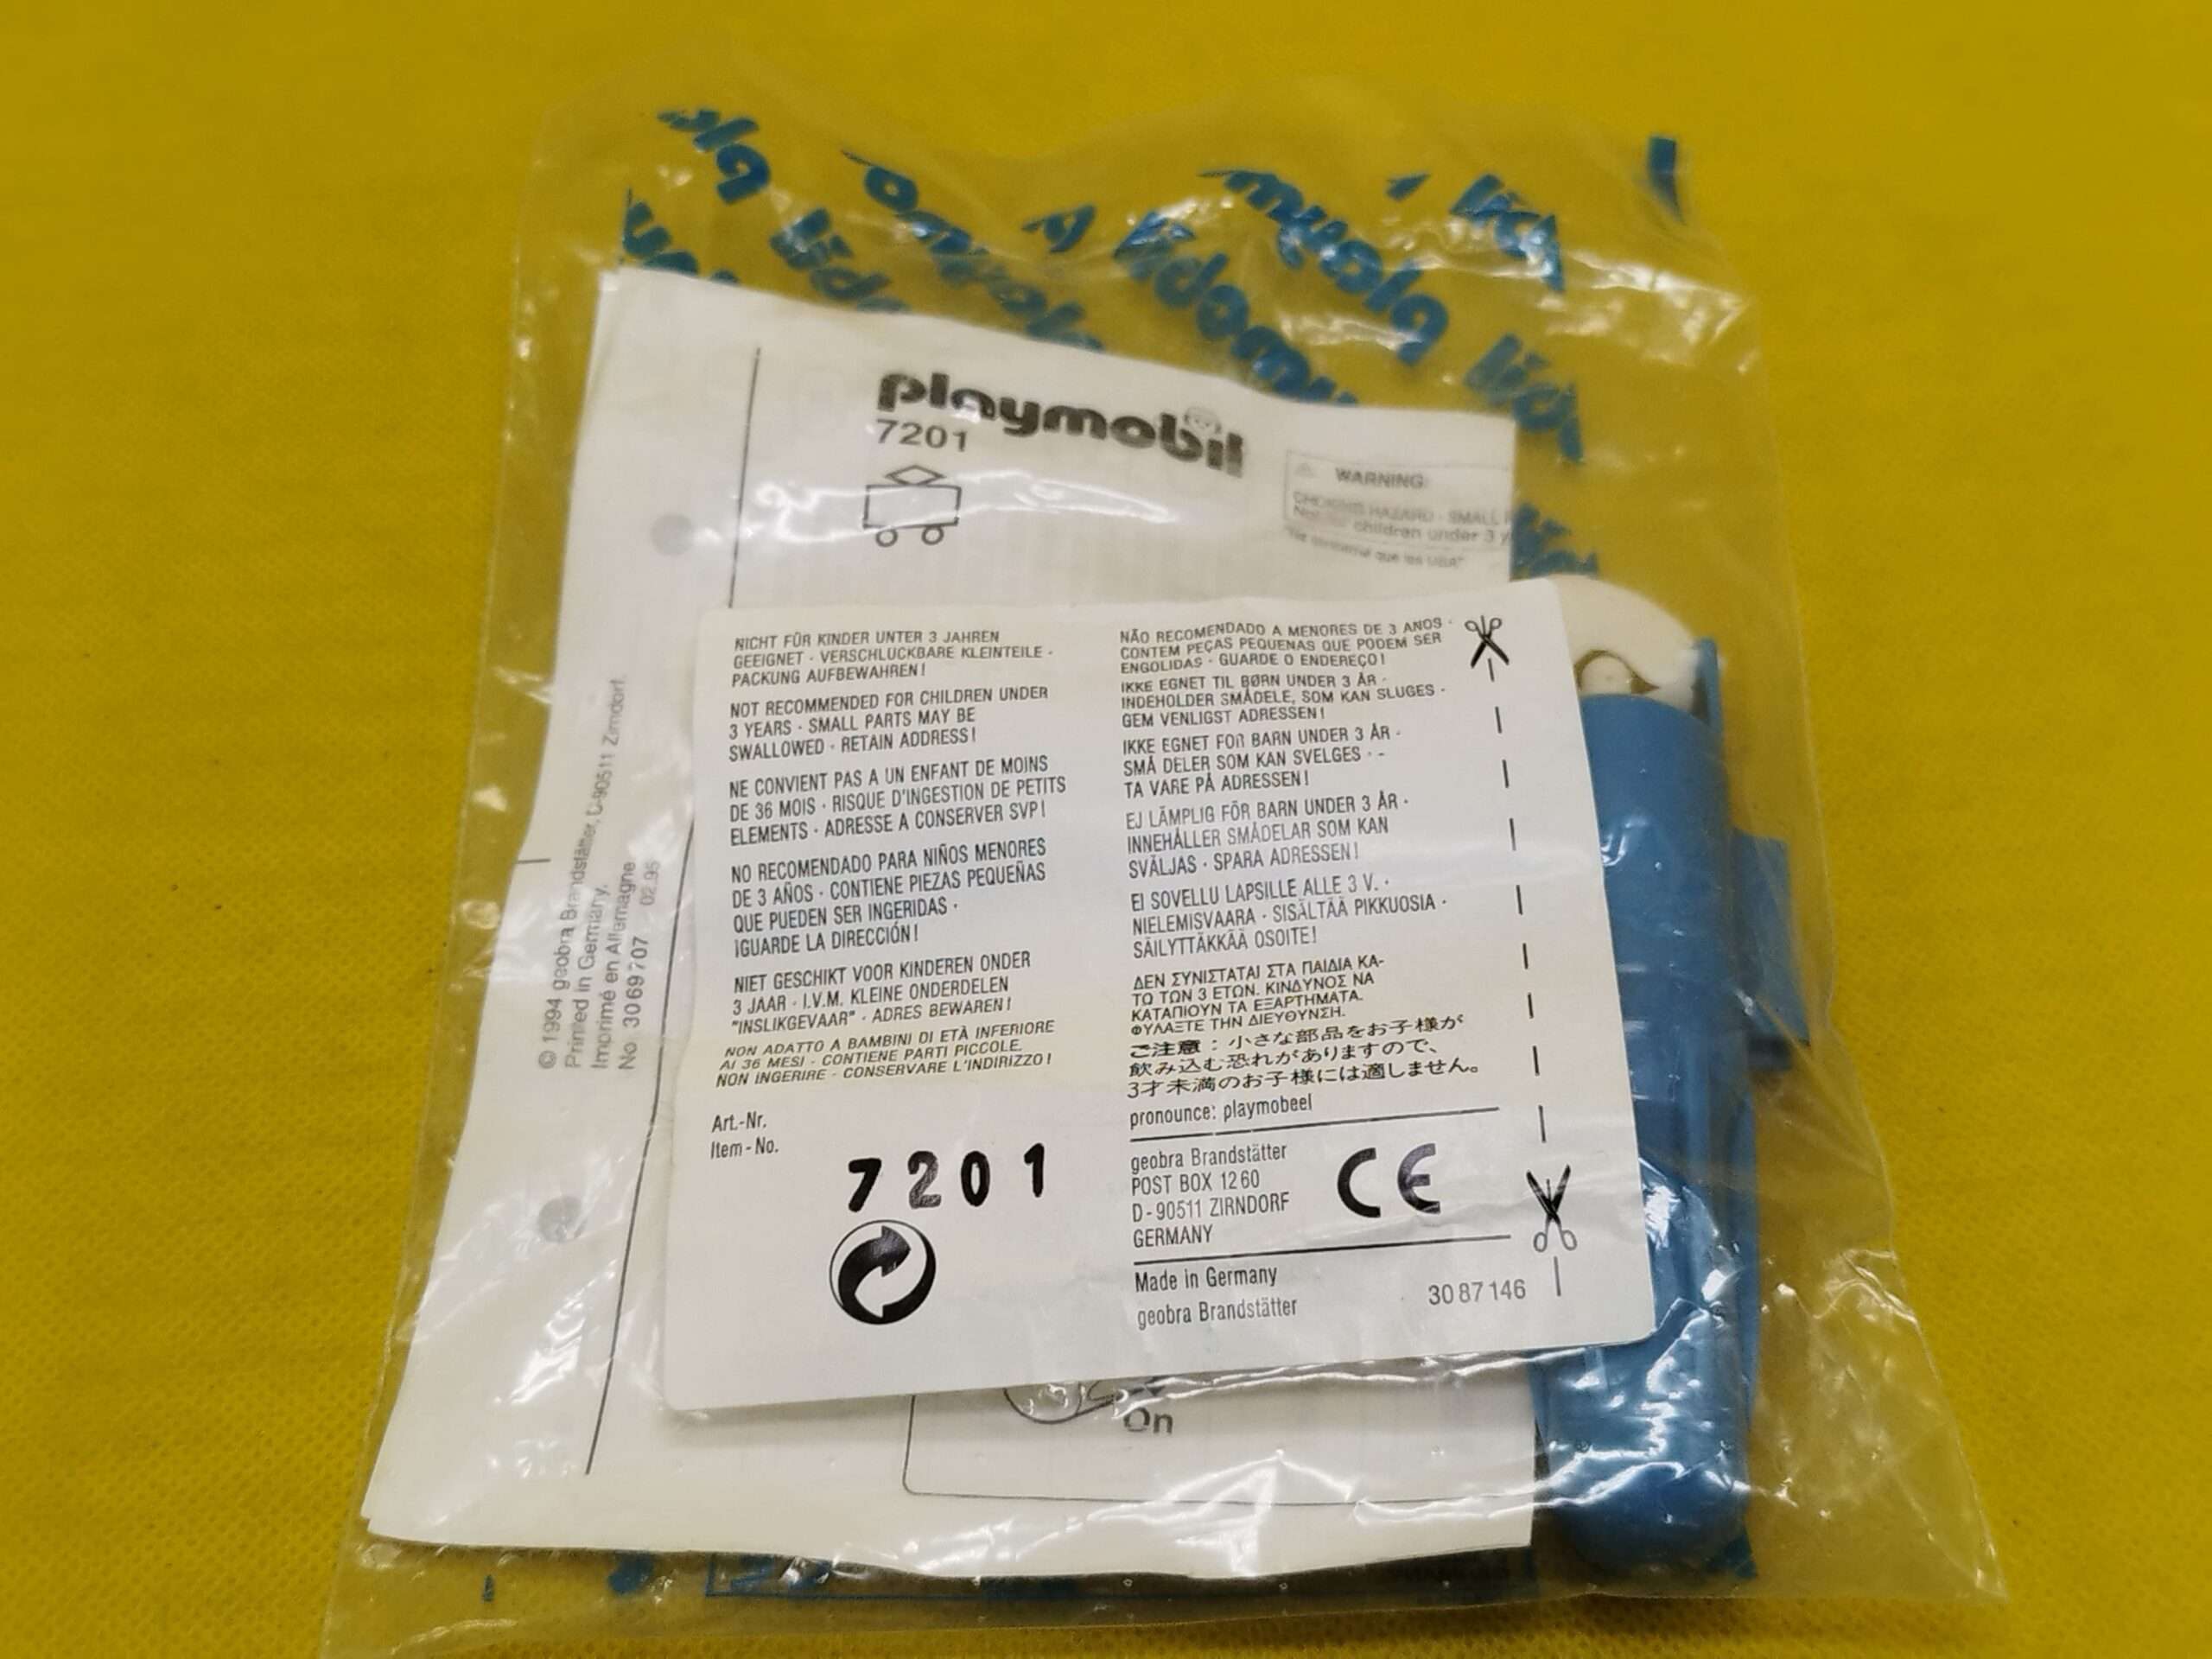 playmobil
7201
WARNING:
CHOKING HAZARD - SMALL
children under 3
© 1994 geobra Brandstätter, D-90511 Zirndorf.
Printed in Germany.
Imprimé en Allemagne
No 30 69 707 02.95
NICHT FÜR KINDER UNTER 3 JAHREN
GEEIGNET · VERSCHLUCKBARE KLEINTEILE ·
PACKUNG AUFBEWAHREN!
NOT RECOMMENDED FOR CHILDREN UNDER
3 YEARS · SMALL PARTS MAY BE
SWALLOWED · RETAIN ADDRESS!
NE CONVIENT PAS A UN ENFANT DE MOINS
DE 36 MOIS · RISQUE D'INGESTION DE PETITS
ELEMENTS · ADRESSE A CONSERVER SVP!
NO RECOMENDADO PARA NIÑOS MENORES
DE 3 AÑOS · CONTIENE PIEZAS PEQUEÑAS
QUE PUEDEN SER INGERIDAS ·
¡GUARDE LA DIRECCIÓN!
NIET GESCHIKT VOOR KINDEREN ONDER
3 JAAR · I.V.M. KLEINE ONDERDELEN
"INSLIKGEVAAR" · ADRES BEWAREN!
NON ADATTO A BAMBINI DI ETÀ INFERIORE
AI 36 MESI - CONTIENE PARTI PICCOLE.
NON INGERIRE - CONSERVARE L'INDIRIZZO!
Art.-Nr.
Item-No.
7201
NÃO RECOMENDADO A MENORES DE 3 ANOS ·
CONTEM PEÇAS PEQUENAS QUE PODEM SER
ENGOLIDAS · GUARDE O ENDEREÇO!
IKKE EGNET TIL BØRN UNDER 3 ÅR ·
INDEHOLDER SMÅDELE, SOM KAN SLUGES ·
GEM VENLIGST ADRESSEN!
IKKE EGNET FOR BARN UNDER 3 ÅR ·
SMÅ DELER SOM KAN SVELGES · -
TA VARE PÅ ADRESSEN!
EJ LÄMPLIG FÖR BARN UNDER 3 ÅR ·
INNEHÅLLER SMÅDELAR SOM KAN
SVÄLJAS · SPARA ADRESSEN!
EI SOVELLU LAPSILLE ALLE 3 V. ·
NIELEMISVAARA · SISÄLTÄÄ PIKKUOSIA ·
SÄILYTTÄKKÄÄ OSOITE!
ΔΕΝ ΣΥΝΙΣΤΑΤΑΙ ΣΤΑ ΠΑΙΔΙΑ ΚΑ-
ΤΩ ΤΩΝ 3 ΕΤΩΝ. ΚΙΝΔΥΝΟΣ ΝΑ
ΚΑΤΑΠΙΟΥΝ ΤΑ ΕΞΑΡΤΗΜΑΤΑ.
ΦΥΛΑΞΤΕ ΤΗΝ ΔΙΕΥΘΥΝΣΗ.
ご注意：小さな部品をお子様が
飲み込む恐れがありますので、
3才未満のお子様には適しません。
pronounce: playmobeel
geobra Brandstätter
POST BOX 1260
D-90511 ZIRNDORF
GERMANY
CE
Made in Germany
geobra Brandstätter
30 87 146
On